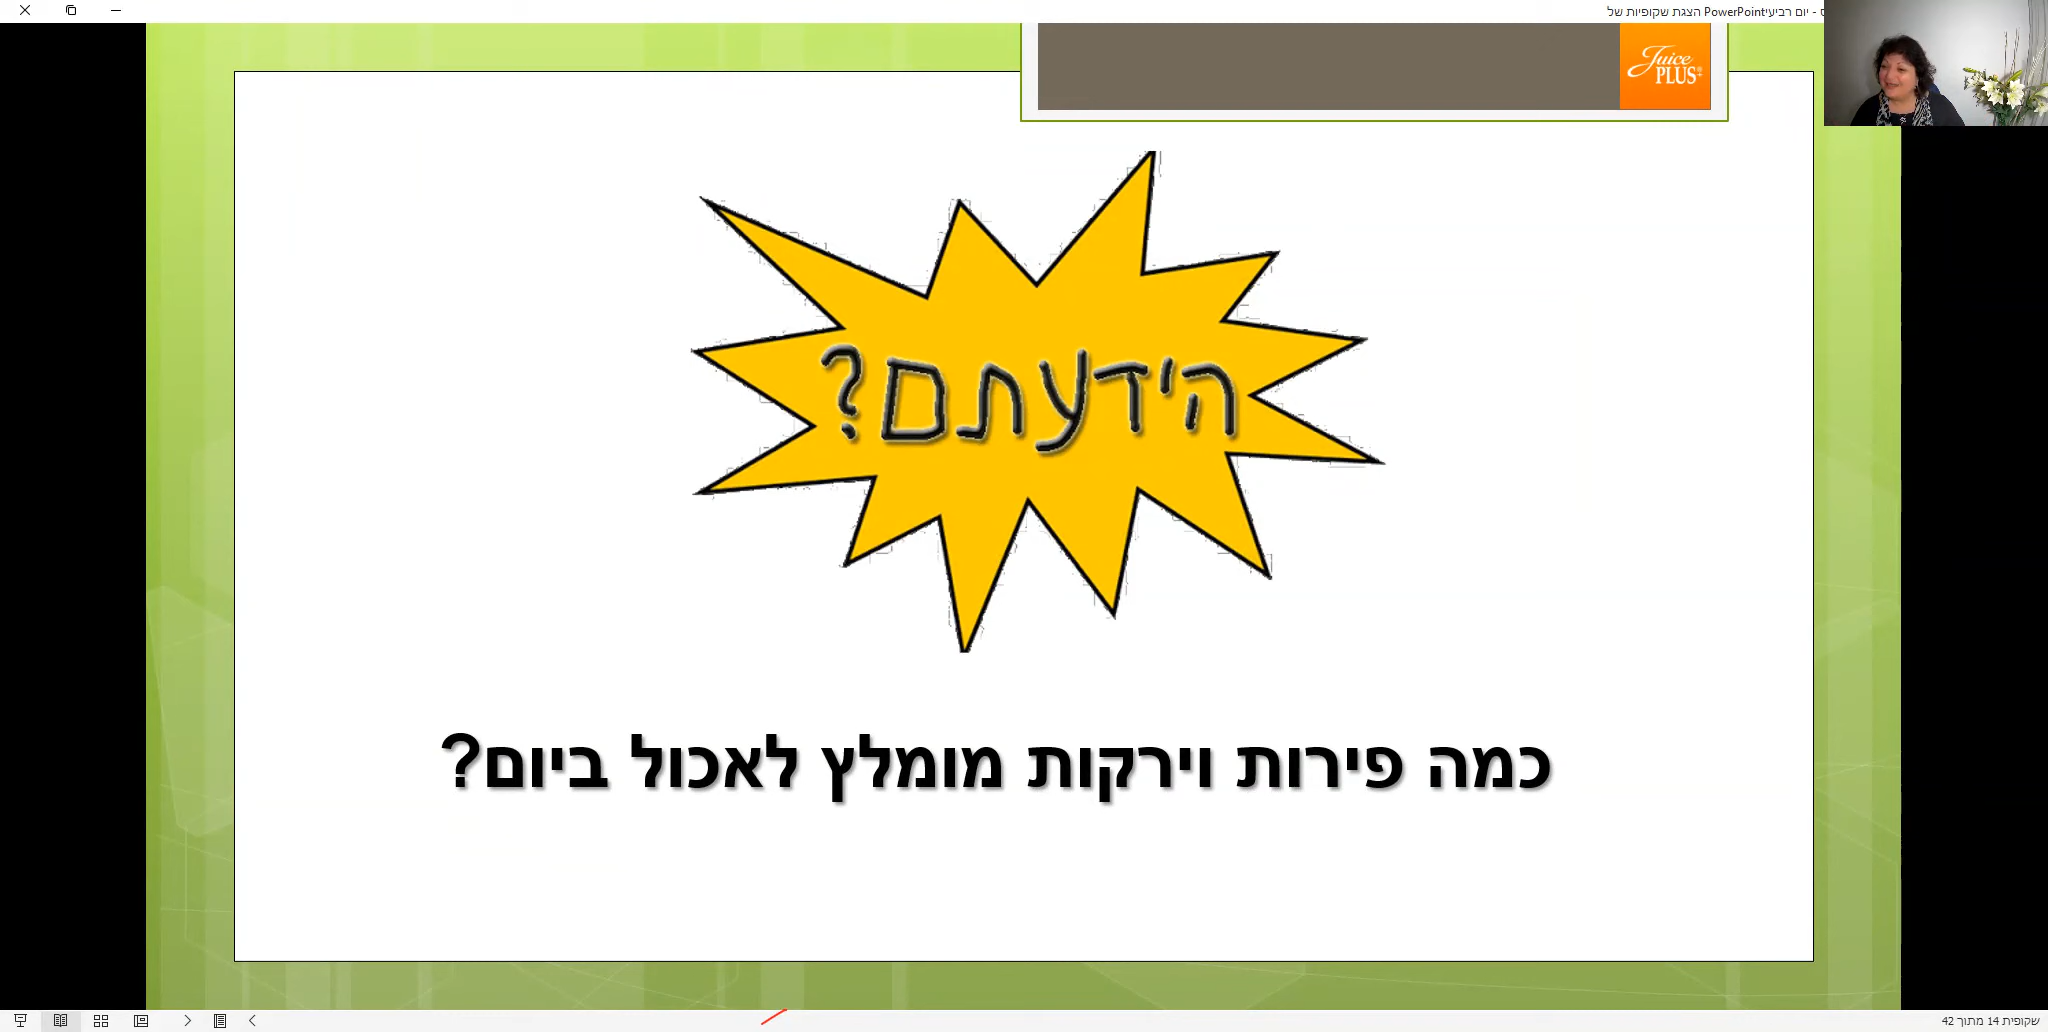 הצגת שקופיות של PowerPoint
ס - יום רביעי
Juice
PLUS®
הידעתם?
כמה פירות וירקות מומלץ לאכול ביום?
שקופית 14 מתוך 42